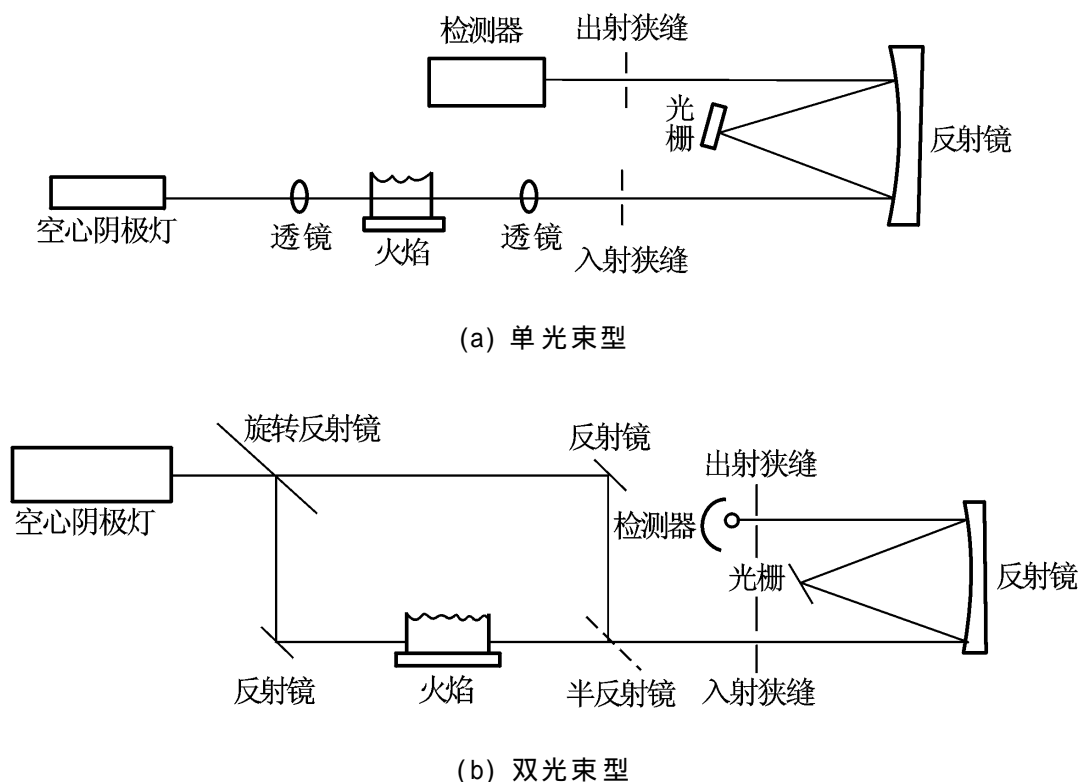 检测器
出射狭缝
光栅
反射镜
空心阴极灯
透镜
火焰
透镜
入射狭缝
(a) 单光束型
旋转反射镜
反射镜
出射狭缝
空心阴极灯
检测器
光栅
反射镜
反射镜
火焰
半反射镜
入射狭缝
(b) 双光束型